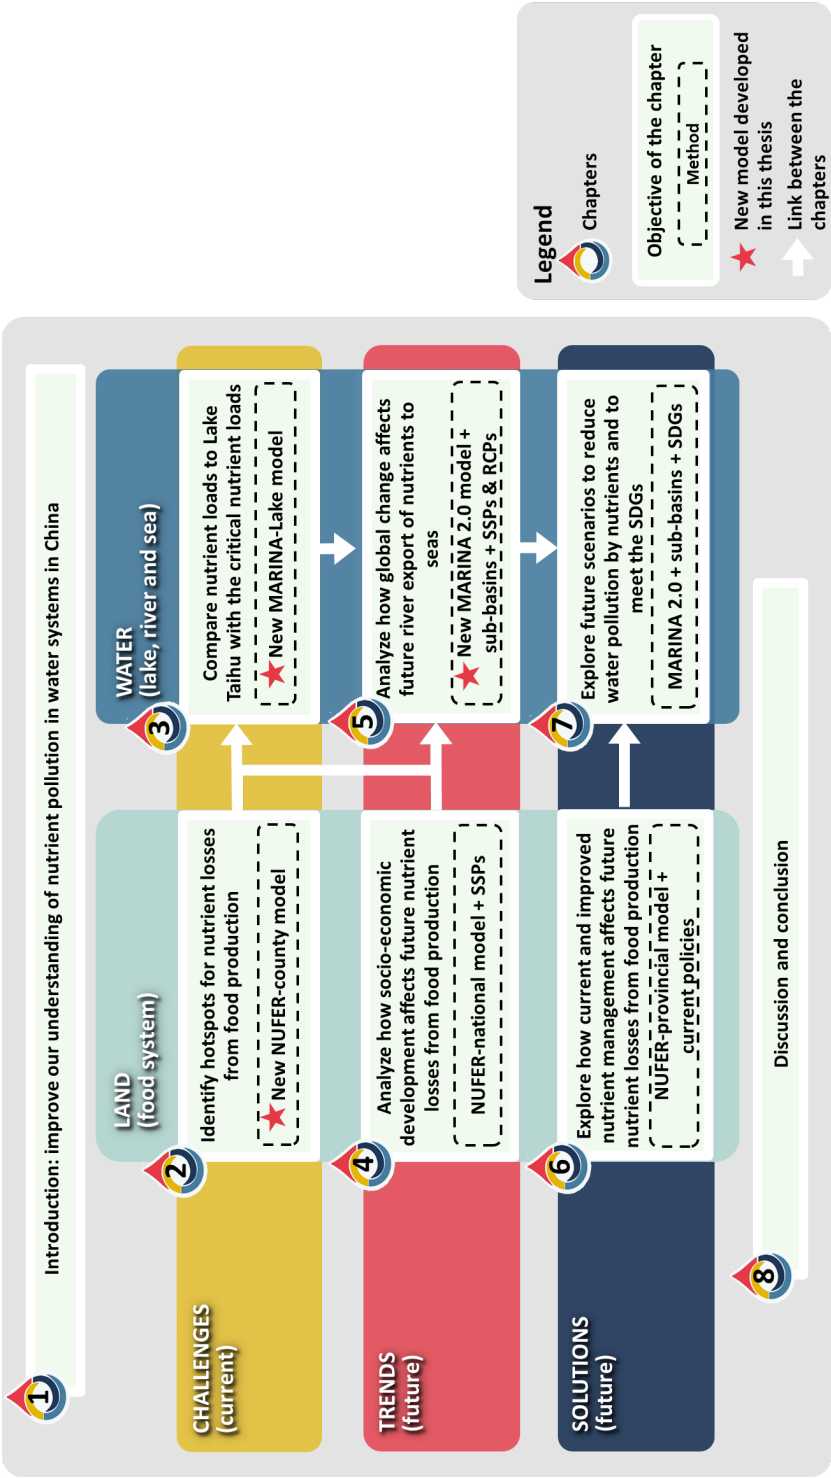 1
Introduction: improve our understanding of nutrient pollution in water systems in China
LAND
(food system)
WATER
(lake, river and sea)
CHALLENGES
(current)
2
Identify hotspots for nutrient losses
from food production
New NUFER-county model
3
Compare nutrient loads to Lake
Taihu with the critical nutrient loads
New MARINA-Lake model
TRENDS
(future)
4
Analyze how socio-economic
development affects future nutrient
losses from food production
NUFER-national model + SSPs
5
Analyze how global change affects
future river export of nutrients to
seas
New MARINA 2.0 model +
sub-basins + SSPs & RCPs
SOLUTIONS
(future)
6
Explore how current and improved
nutrient management affects future
nutrient losses from food production
NUFER-provincial model +
current policies
7
Explore future scenarios to reduce
water pollution by nutrients and to
meet the SDGs
MARINA 2.0 + sub-basins + SDGs
8
Discussion and conclusion
Legend
Chapters
Objective of the chapter
Method
New model developed
in this thesis
Link between the
chapters